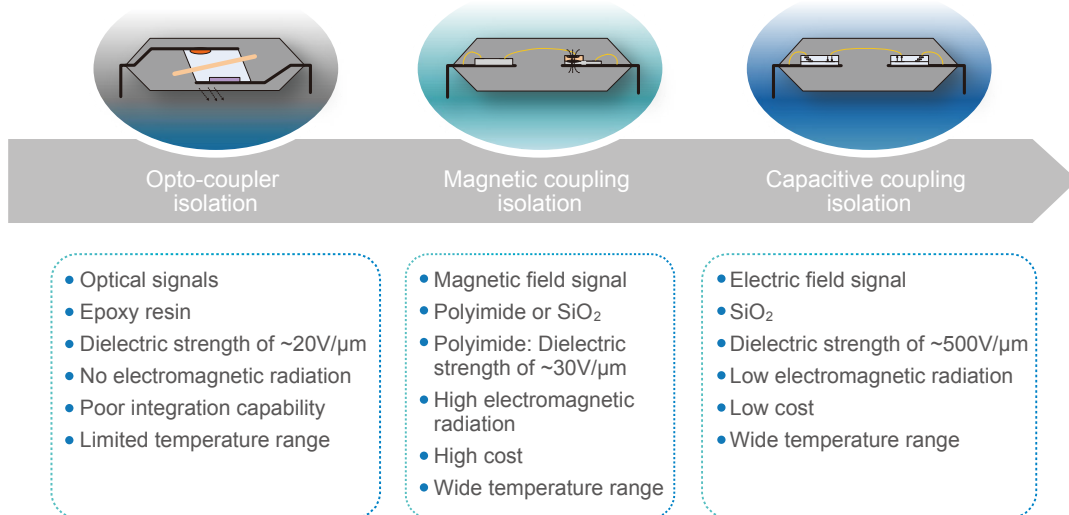 Opto-coupler
isolation
Magnetic coupling
isolation
Capacitive coupling
isolation
• Optical signals
• Epoxy resin
• Dielectric strength of ~20V/μm
• No electromagnetic radiation
• Poor integration capability
• Limited temperature range
• Magnetic field signal
• Polyimide or SiO₂
• Polyimide: Dielectric
strength of ~30V/μm
• High electromagnetic
radiation
• High cost
• Wide temperature range
• Electric field signal
• SiO₂
• Dielectric strength of ~500V/μm
• Low electromagnetic radiation
• Low cost
• Wide temperature range